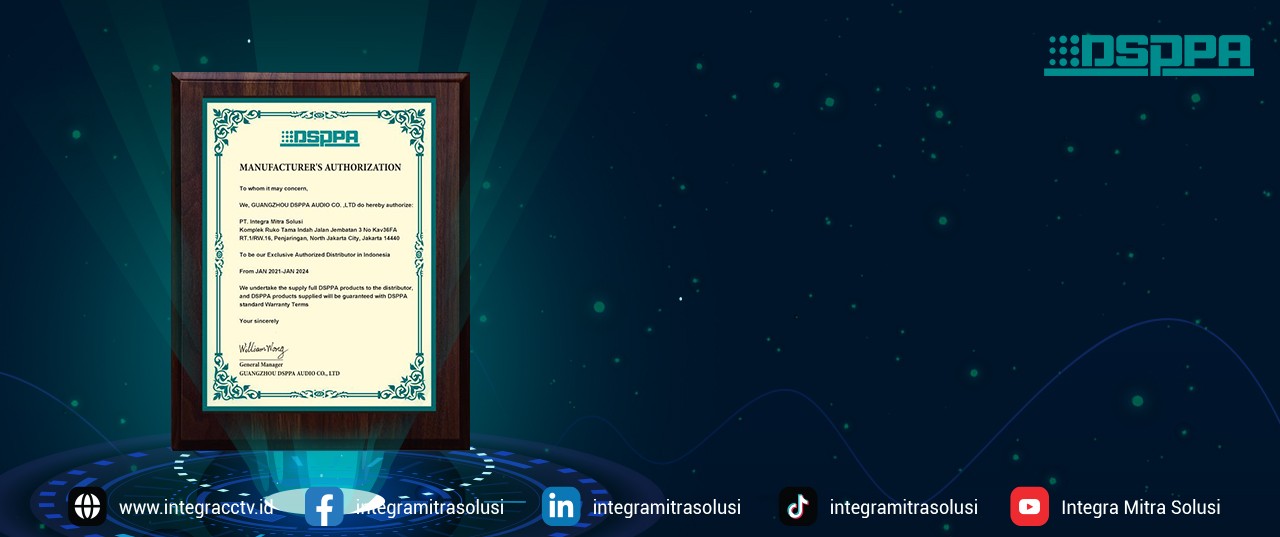 DSPPA
DSPPA
MANUFACTURER'S AUTHORIZATION
To whom it may concern,
We, GUANGZHOU DSPPA AUDIO CO. ,LTD do hereby authorize:
PT. Integra Mitra Solusi
Komplek Ruko Tama Indah Jalan Jembatan 3 No Kav36FA
RT.1/RW.16, Penjaringan, North Jakarta City, Jakarta 14440
To be our Exclusive Authorized Distributor in Indonesia
From JAN 2021-JAN 2024
We undertake the supply full DSPPA products to the distributor,
and DSPPA products supplied will be guaranteed with DSPPA
standard Warranty Terms
Your sincerely
William Wong
General Manager
GUANGZHOU DSPPA AUDIO CO., LTD
www.integracctv.id
integramitrasolusi
integramitrasolusi
integramitrasolusi
Integra Mitra Solusi